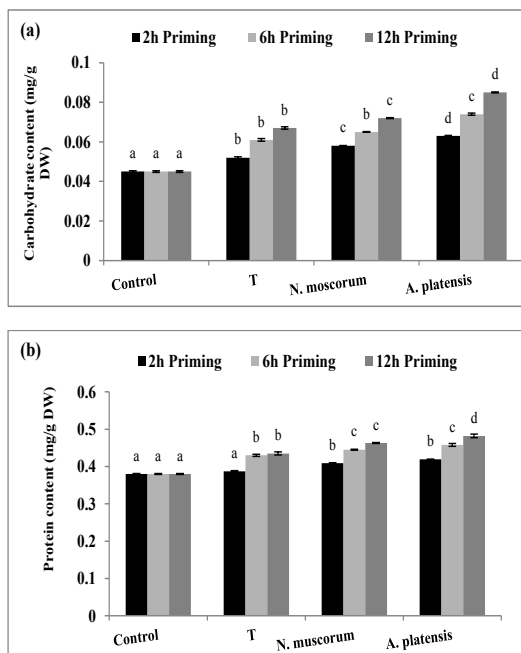 (a)
2h Priming 6h Priming 12h Priming
Carbohydrate content (mg/g
DW)
0.1
0.08
0.06
0.04
0.02
0
a a a b b b c b c d c d
Control T N. moscorum A. platensis
(b)
2h Priming 6h Priming 12h Priming
Protein content (mg/g DW)
0.6
0.5
0.4
0.3
0.2
0.1
0
a a a a b b b c c b c d
Control T N. muscorum A. platensis